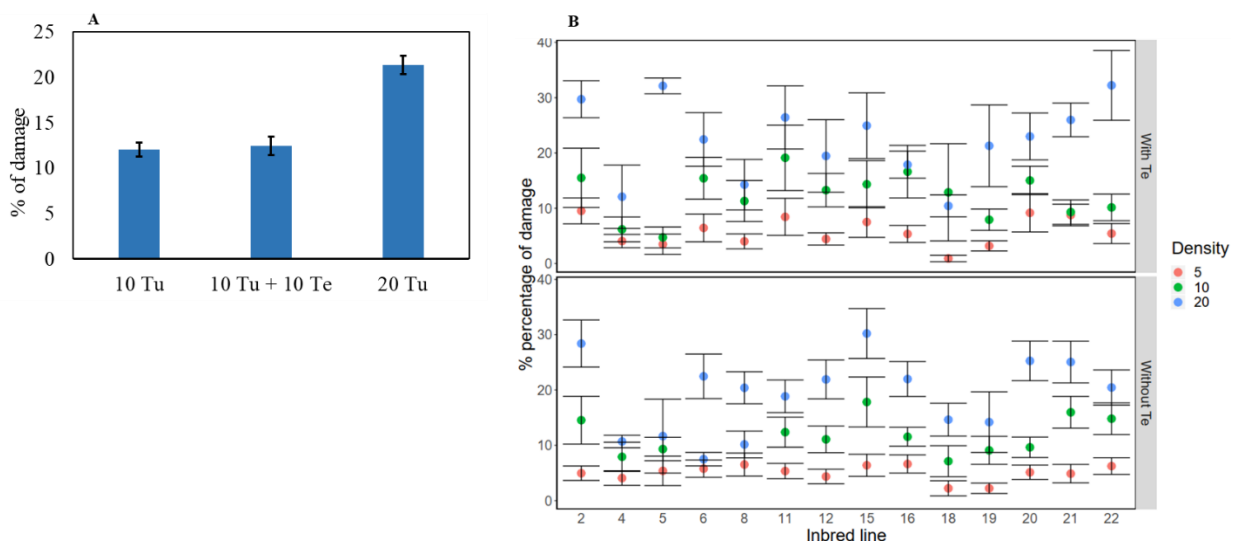 A
% of damage
25
20
15
10
5
0
10 Tu
10 Tu + 10 Te
20 Tu
B
% percentage of damage
40
30
20
10
0
With Te
40
30
20
10
0
Without Te
2 4 5 6 8 11 12 15 16 18 19 20 21 22
Inbred line
Density
5
10
20